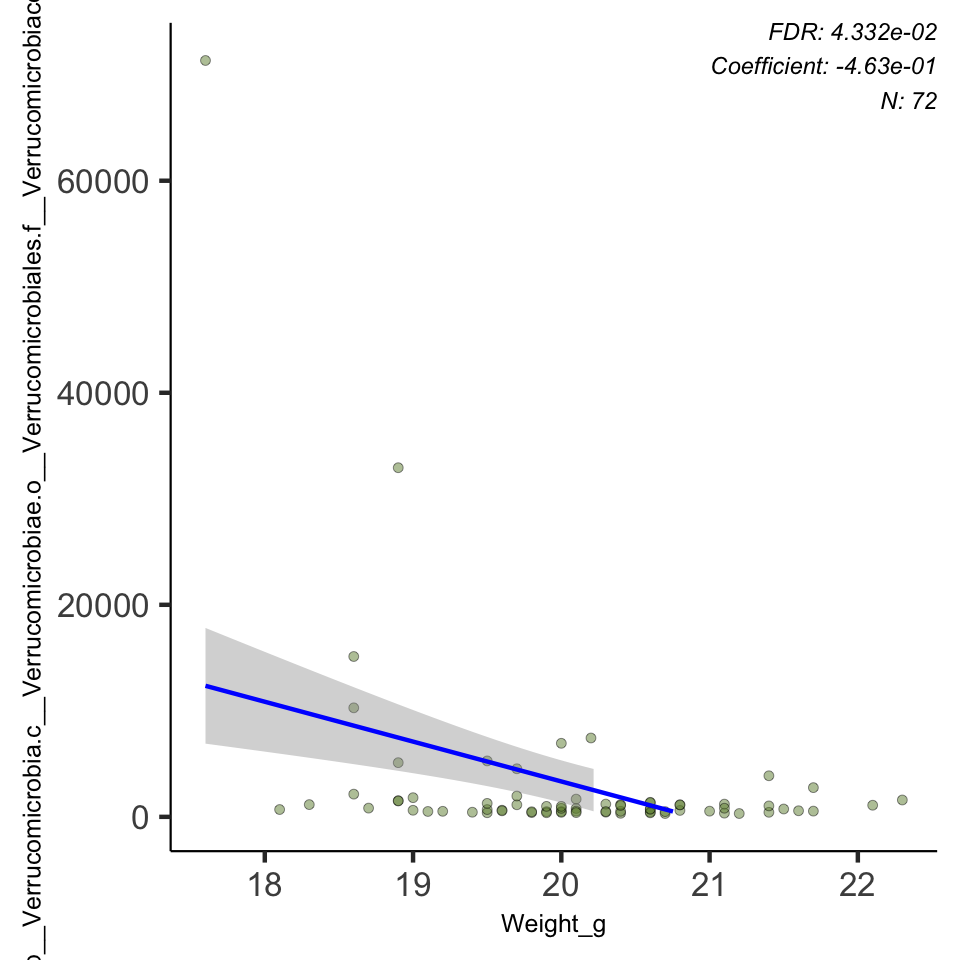 FDR: 4.332e-02
Coefficient: -4.63e-01
N: 72
60000
40000
20000
0
18 19 20 21 22
Weight_g
__Verrucomicrobia.c__Verrucomicrobiae.o__Verrucomicrobiales.f__Verrucomicrobiac